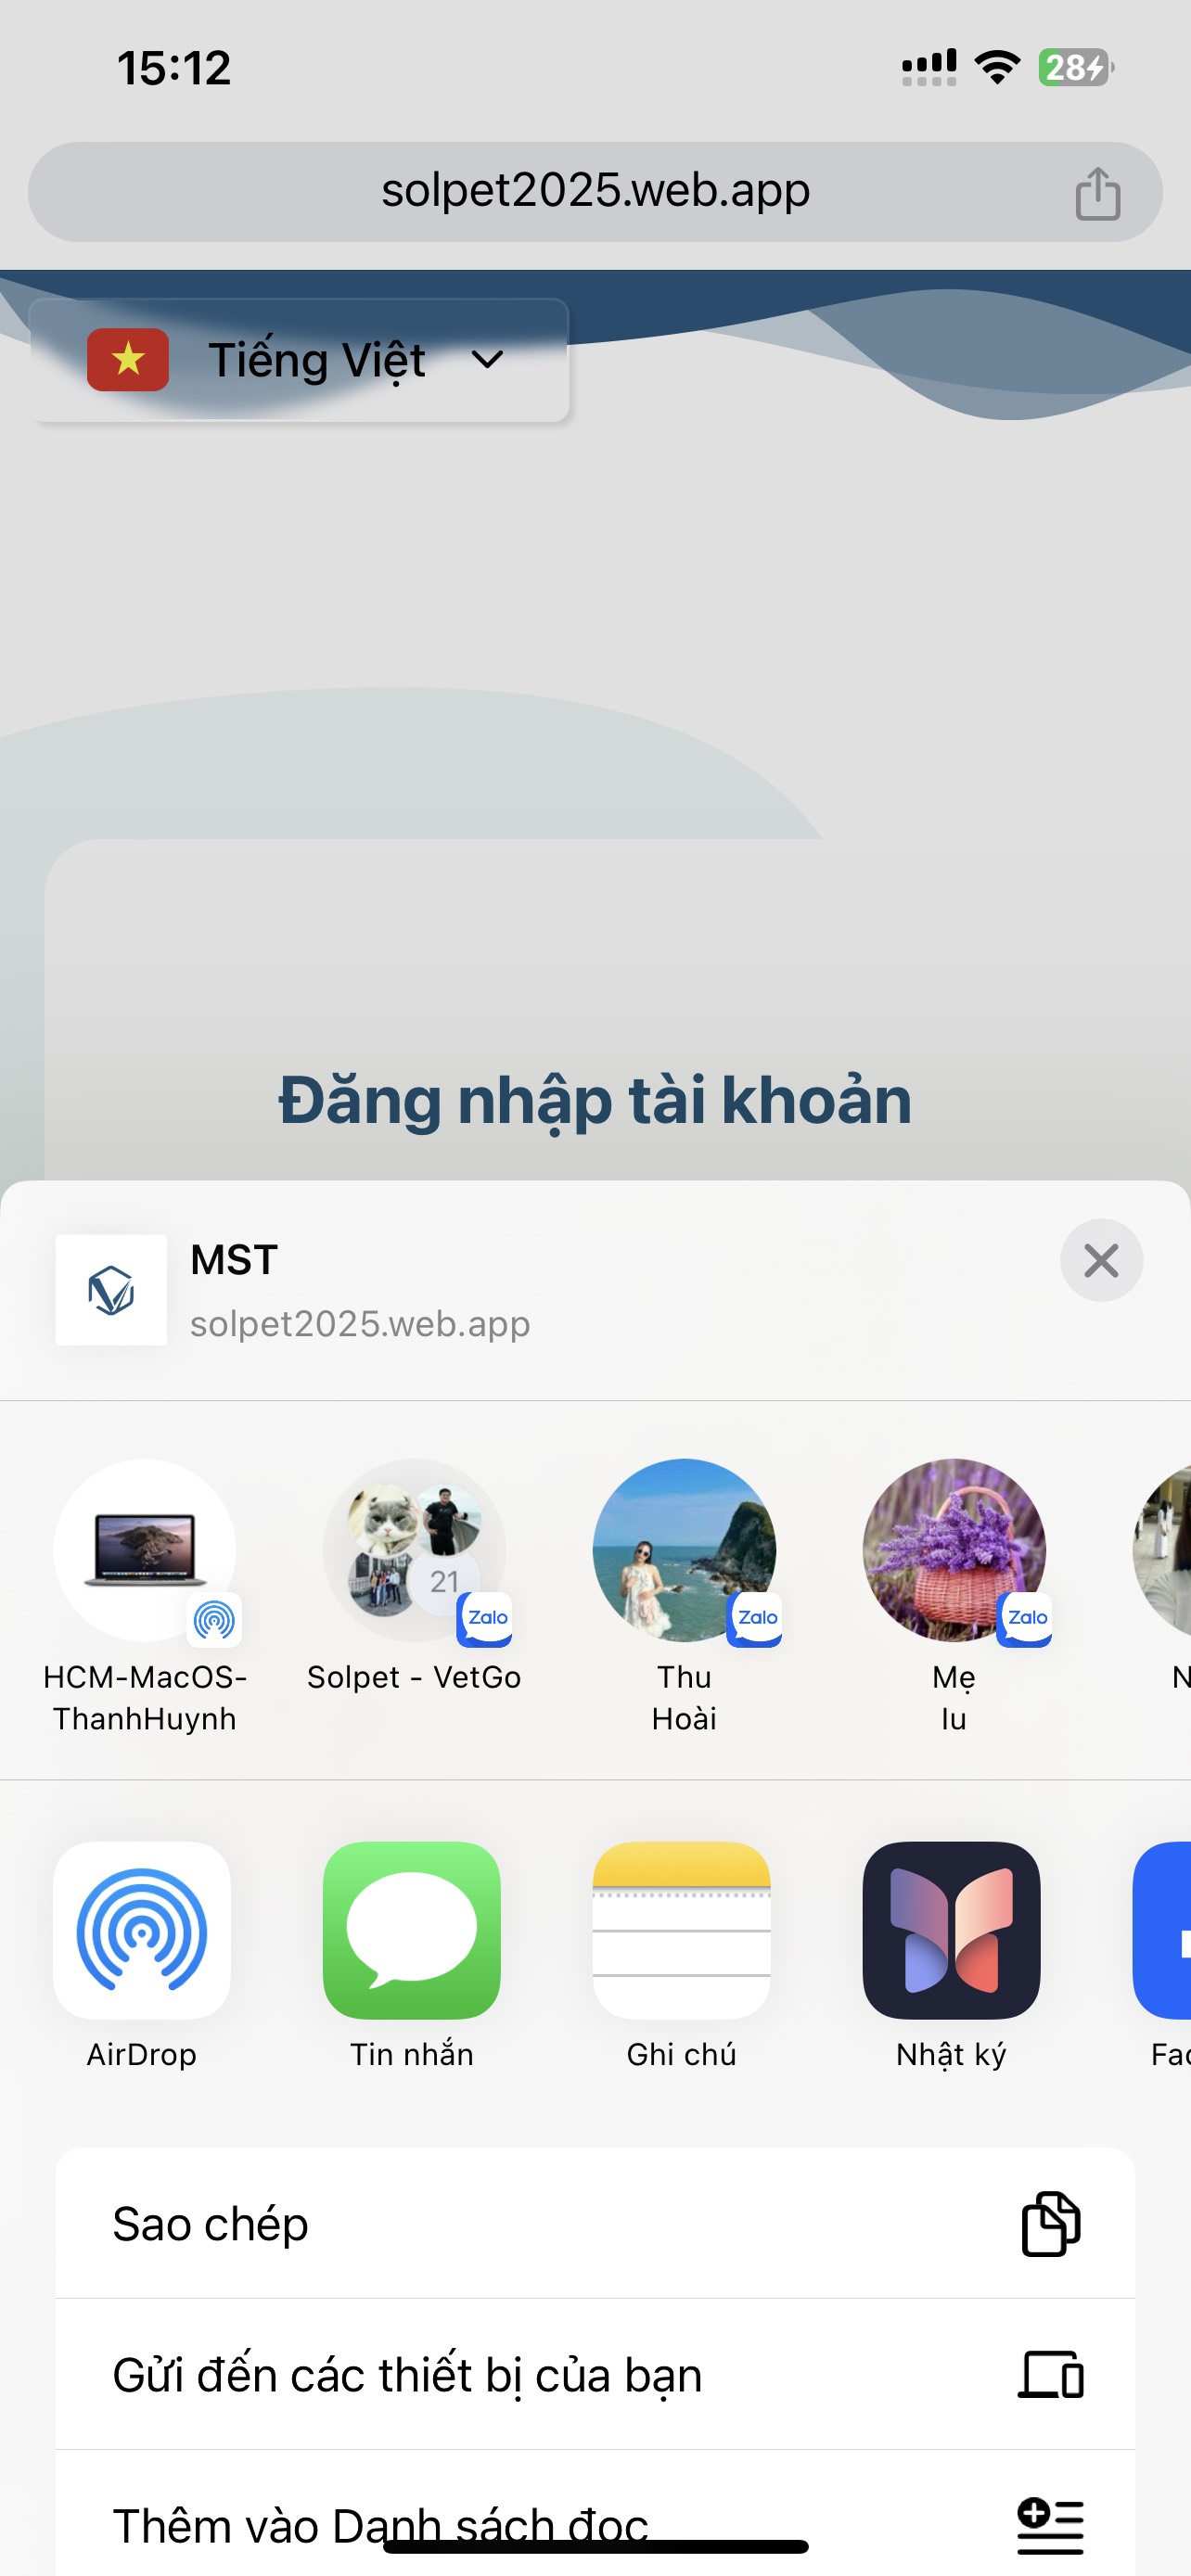 15:12
28
solpet2025.web.app
Tiếng Việt
Đăng nhập tài khoản
MST
solpet2025.web.app
21
Zalo
Zalo
Zalo
HCM-MacOS-
ThanhHuynh
Solpet - VetGo
Thu
Hoài
Mẹ
lu
N
AirDrop
Tin nhắn
Ghi chú
Nhật ký
Fac
Sao chép
Gửi đến các thiết bị của bạn
Thêm vào Danh sách đọc